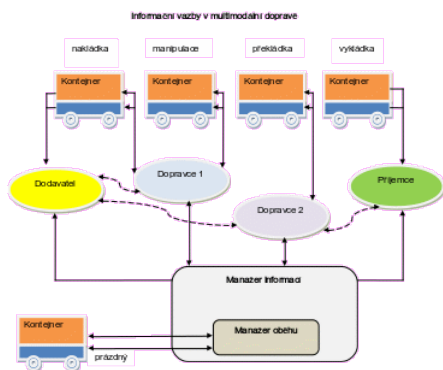 Informační vazby v multimodální dopravě
nakládka
manipulace
překládka
vykládka
Kontejner
Kontejner
Kontejner
Kontejner
Dodavatel
Dopravce 1
Dopravce 2
Příjemce
Manažer informací
Manažer oběhu
Kontejner
prázdný